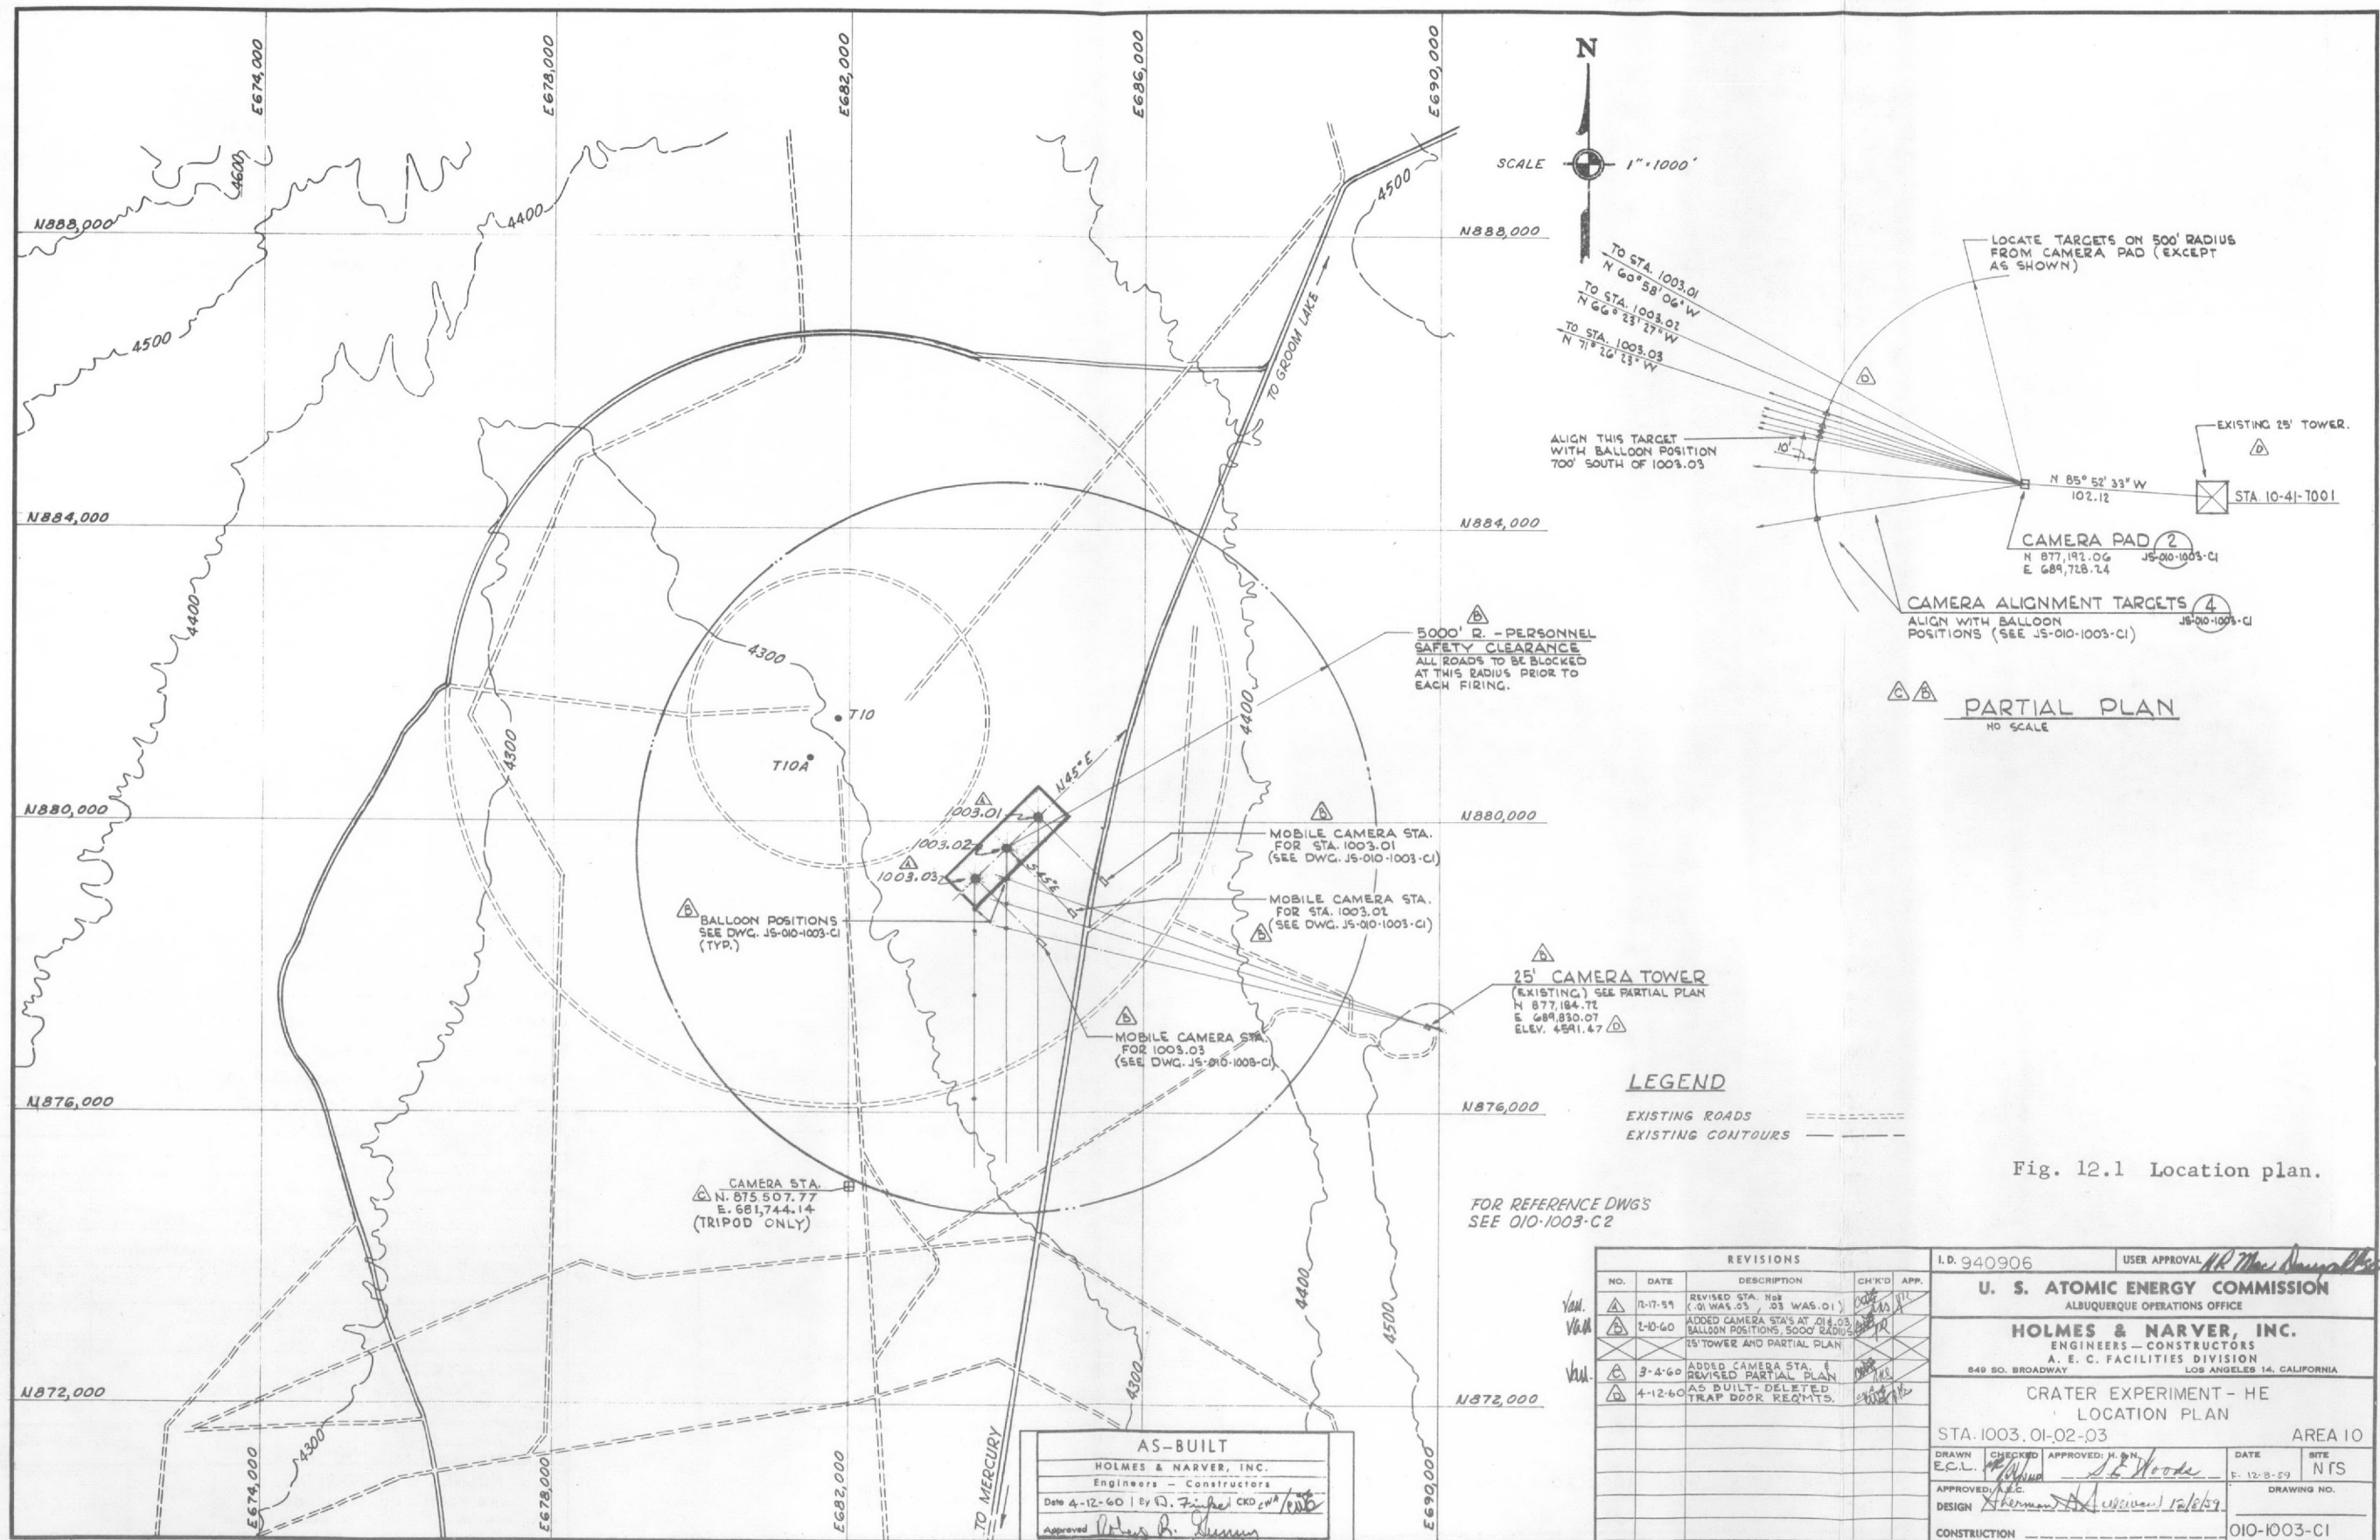 E674,000
E678,000
E682,000
E686,000
E690,000
N888,000
N884,000
N880,000
N876,000
N872,000
N888,000
N884,000
N880,000
N876,000
N872,000
E674,000
E678,000
E682,000
E690,000
4600
4400
4500
4400
4300
4300
4500
4400
4300
4300
4400
4500
TO GROOM LAKE
TO MERCURY
T10
T10A
N45°E
S45°E
A
1003.01
1003.02
A
1003.03
B
BALLOON POSITIONS
SEE DWG. JS-010-1003-C1
(TYP.)
B
5000' R. - PERSONNEL
SAFETY CLEARANCE
ALL ROADS TO BE BLOCKED
AT THIS RADIUS PRIOR TO
EACH FIRING.
B
MOBILE CAMERA STA.
FOR STA. 1003.01
(SEE DWG. JS-010-1003-C1)
MOBILE CAMERA STA.
FOR STA. 1003.02
(SEE DWG. JS-010-1003-C1)
B
B
MOBILE CAMERA STA.
FOR 1003.03
(SEE DWG. JS-010-1003-C1)
B
25' CAMERA TOWER
(EXISTING) SEE PARTIAL PLAN
N 877,184.72
E 689,830.07
ELEV. 4591.47 D
CAMERA STA.
C N. 875,507.77
E. 681,744.14
(TRIPOD ONLY)
N
SCALE 1"=1000'
TO STA. 1003.01
N 60° 58' 06" W
TO STA. 1003.02
N 66° 23' 27" W
TO STA. 1003.03
N 71° 26' 23" W
LOCATE TARGETS ON 500' RADIUS
FROM CAMERA PAD (EXCEPT
AS SHOWN)
D
ALIGN THIS TARGET
WITH BALLOON POSITION
700' SOUTH OF 1003.03
10'
EXISTING 25' TOWER.
D
N 85° 52' 33" W
102.12
STA. 10-41-7001
CAMERA PAD 2
JS-010-1003-C1
N 877,192.06
E 689,728.24
CAMERA ALIGNMENT TARGETS 4
JS-010-1003-C1
ALIGN WITH BALLOON
POSITIONS (SEE JS-010-1003-C1)
C B
PARTIAL PLAN
NO SCALE
LEGEND
EXISTING ROADS
EXISTING CONTOURS
Fig. 12.1 Location plan.
FOR REFERENCE DWG'S
SEE 010-1003-C2
REVISIONS
NO. DATE DESCRIPTION CH'K'D APP.
A 12-17-59 REVISED STA. NOS
(.01 WAS .03, .03 WAS .01)
B 2-10-60 ADDED CAMERA STA'S AT .01 & .03
BALLOON POSITIONS, 5000' RADIUS
25' TOWER AND PARTIAL PLAN
C 3-4-60 ADDED CAMERA STA. &
REVISED PARTIAL PLAN
D 4-12-60 AS BUILT - DELETED
TRAP DOOR REQ'MTS.
I.D. 940906
USER APPROVAL
U. S. ATOMIC ENERGY COMMISSION
ALBUQUERQUE OPERATIONS OFFICE
HOLMES & NARVER, INC.
ENGINEERS — CONSTRUCTORS
A. E. C. FACILITIES DIVISION
849 SO. BROADWAY LOS ANGELES 14, CALIFORNIA
CRATER EXPERIMENT - HE
LOCATION PLAN
STA. 1003.01-.02-.03 AREA 10
DRAWN CHECKED APPROVED: H. & N. DATE SITE
E.C.L. S E Woods 12-8-59 NTS
APPROVED: A.E.C. DRAWING NO.
DESIGN 12/8/59
CONSTRUCTION 010-1003-C1
AS-BUILT
HOLMES & NARVER, INC.
Engineers — Constructors
Date 4-12-60 By D. CKD
Approved Robert R.